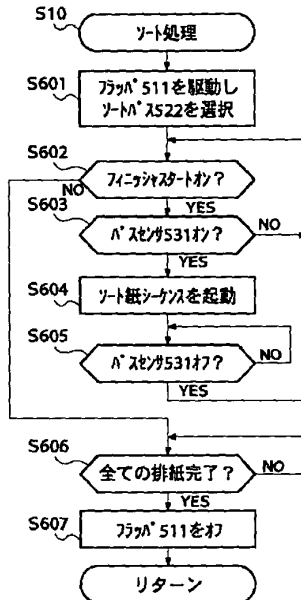 S10
ソート処理
S601
フラッパ511を駆動し
ソートパス522を選択
S602
フィニッシャスタートオン?
NO
YES
S603
パスセンサ531オン?
NO
YES
S604
ソート紙シーケンスを起動
S605
パスセンサ531オフ?
NO
YES
S606
全ての排紙完了?
NO
YES
S607
フラッパ511をオフ
リターン